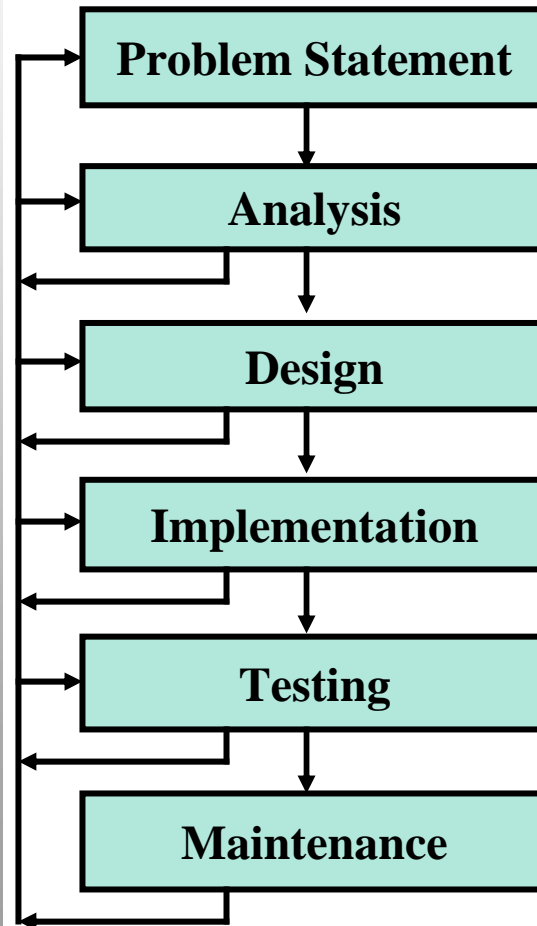 Problem Statement
Analysis
Design
Implementation
Testing
Maintenance